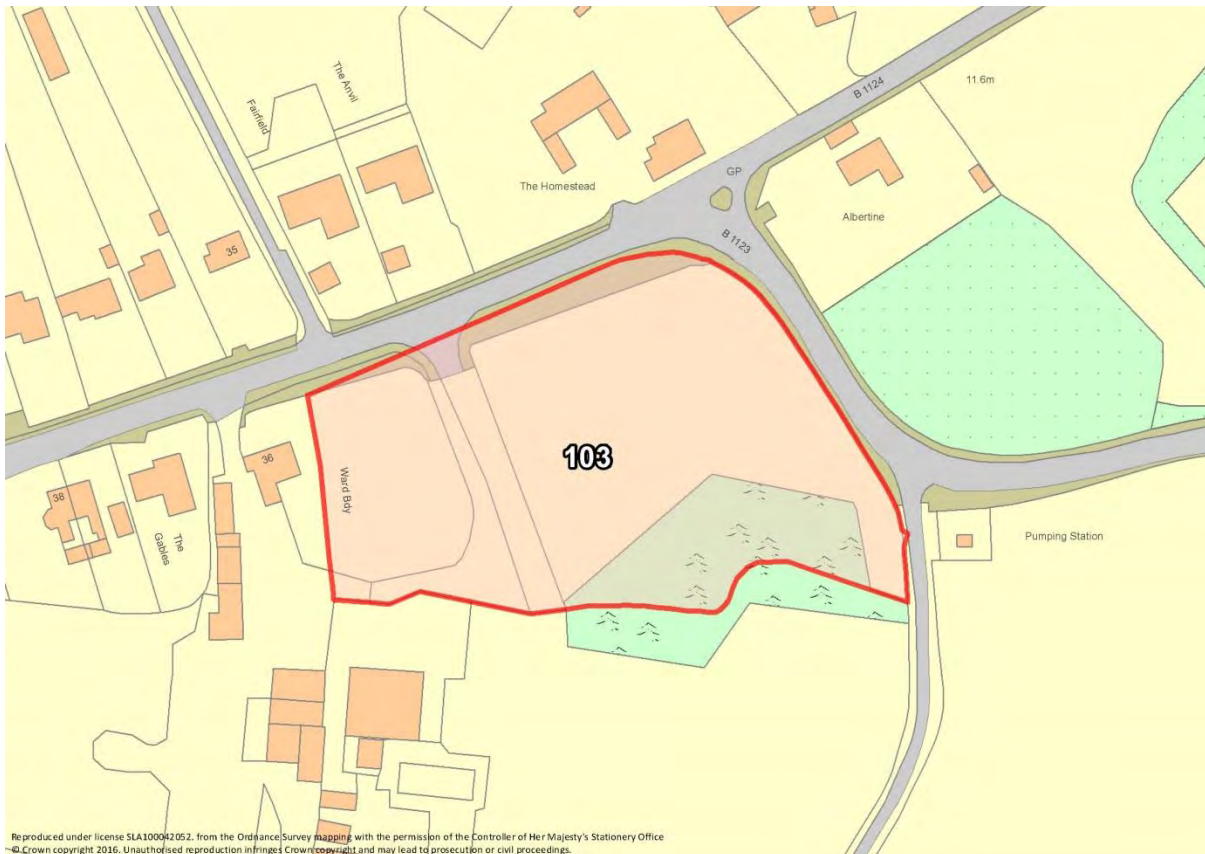 11.6m
The Anvil
B 1124
Fairfield
GP
The Homestead
Albertine
B 1123
35
103
36
Ward Bdy
38
The
Gables
Pumping Station
Reproduced under license SLA100042052. from the Ordnance Survey mapping with the permission of the Controller of Her Majesty's Stationery Office
© Crown copyright 2016. Unauthorised reproduction infringes Crown copyright and may lead to prosecution or civil proceedings.